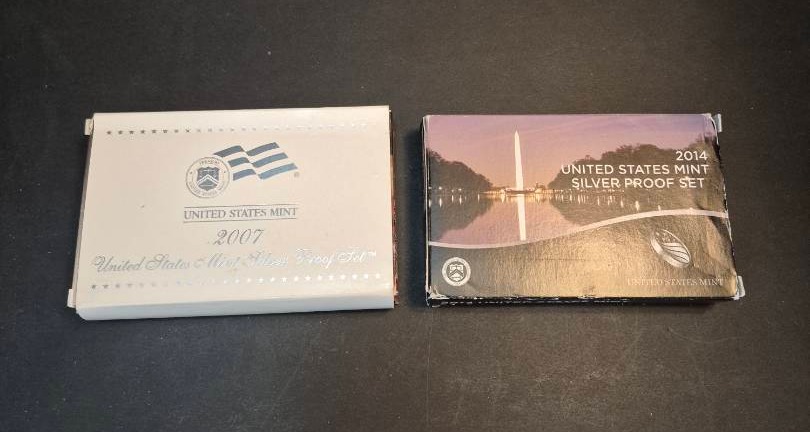 UNITED STATES MINT
2007
United States Mint Silver Proof Set™
2014
UNITED STATES MINT
SILVER PROOF SET
UNITED STATES MINT